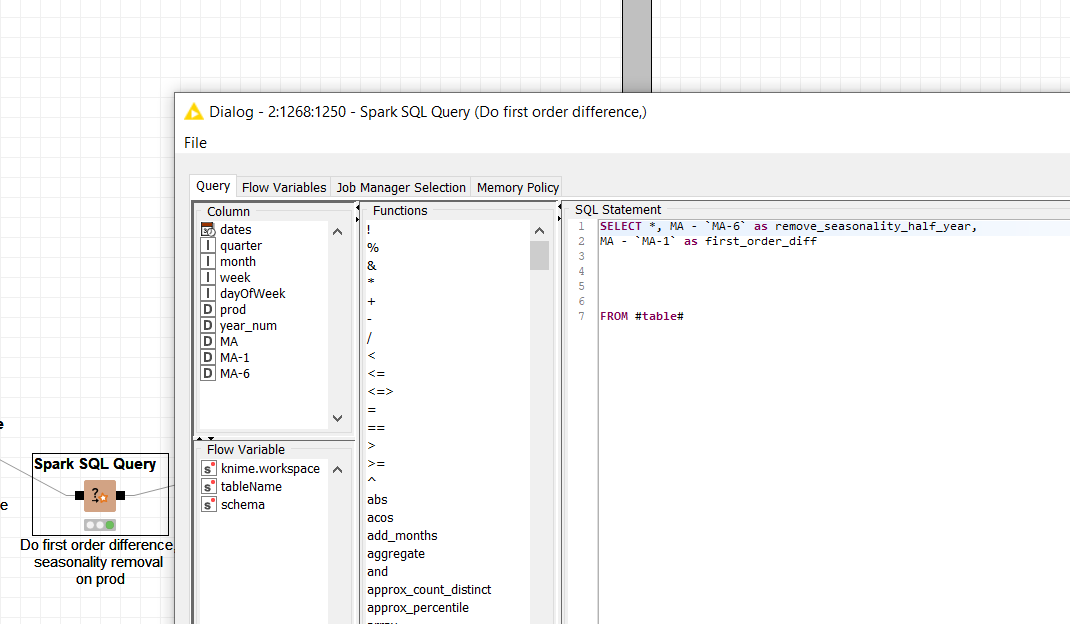 Dialog - 2:1268:1250 - Spark SQL Query (Do first order difference,)
File
Query Flow Variables Job Manager Selection Memory Policy
Column
dates
I quarter
I month
I week
I dayOfWeek
D prod
D year_num
D MA
D MA-1
D MA-6
Flow Variable
s knime.workspace
s tableName
s schema
Functions
!
%
&
*
+
-
/
<
<=
<=>
=
==
>
>=
^
abs
acos
add_months
aggregate
and
approx_count_distinct
approx_percentile
array
SQL Statement
1 SELECT *, MA - `MA-6` as remove_seasonality_half_year,
2 MA - `MA-1` as first_order_diff
3
4
5
6
7 FROM #table#
e
e
Spark SQL Query
?
Do first order difference,
seasonality removal
on prod